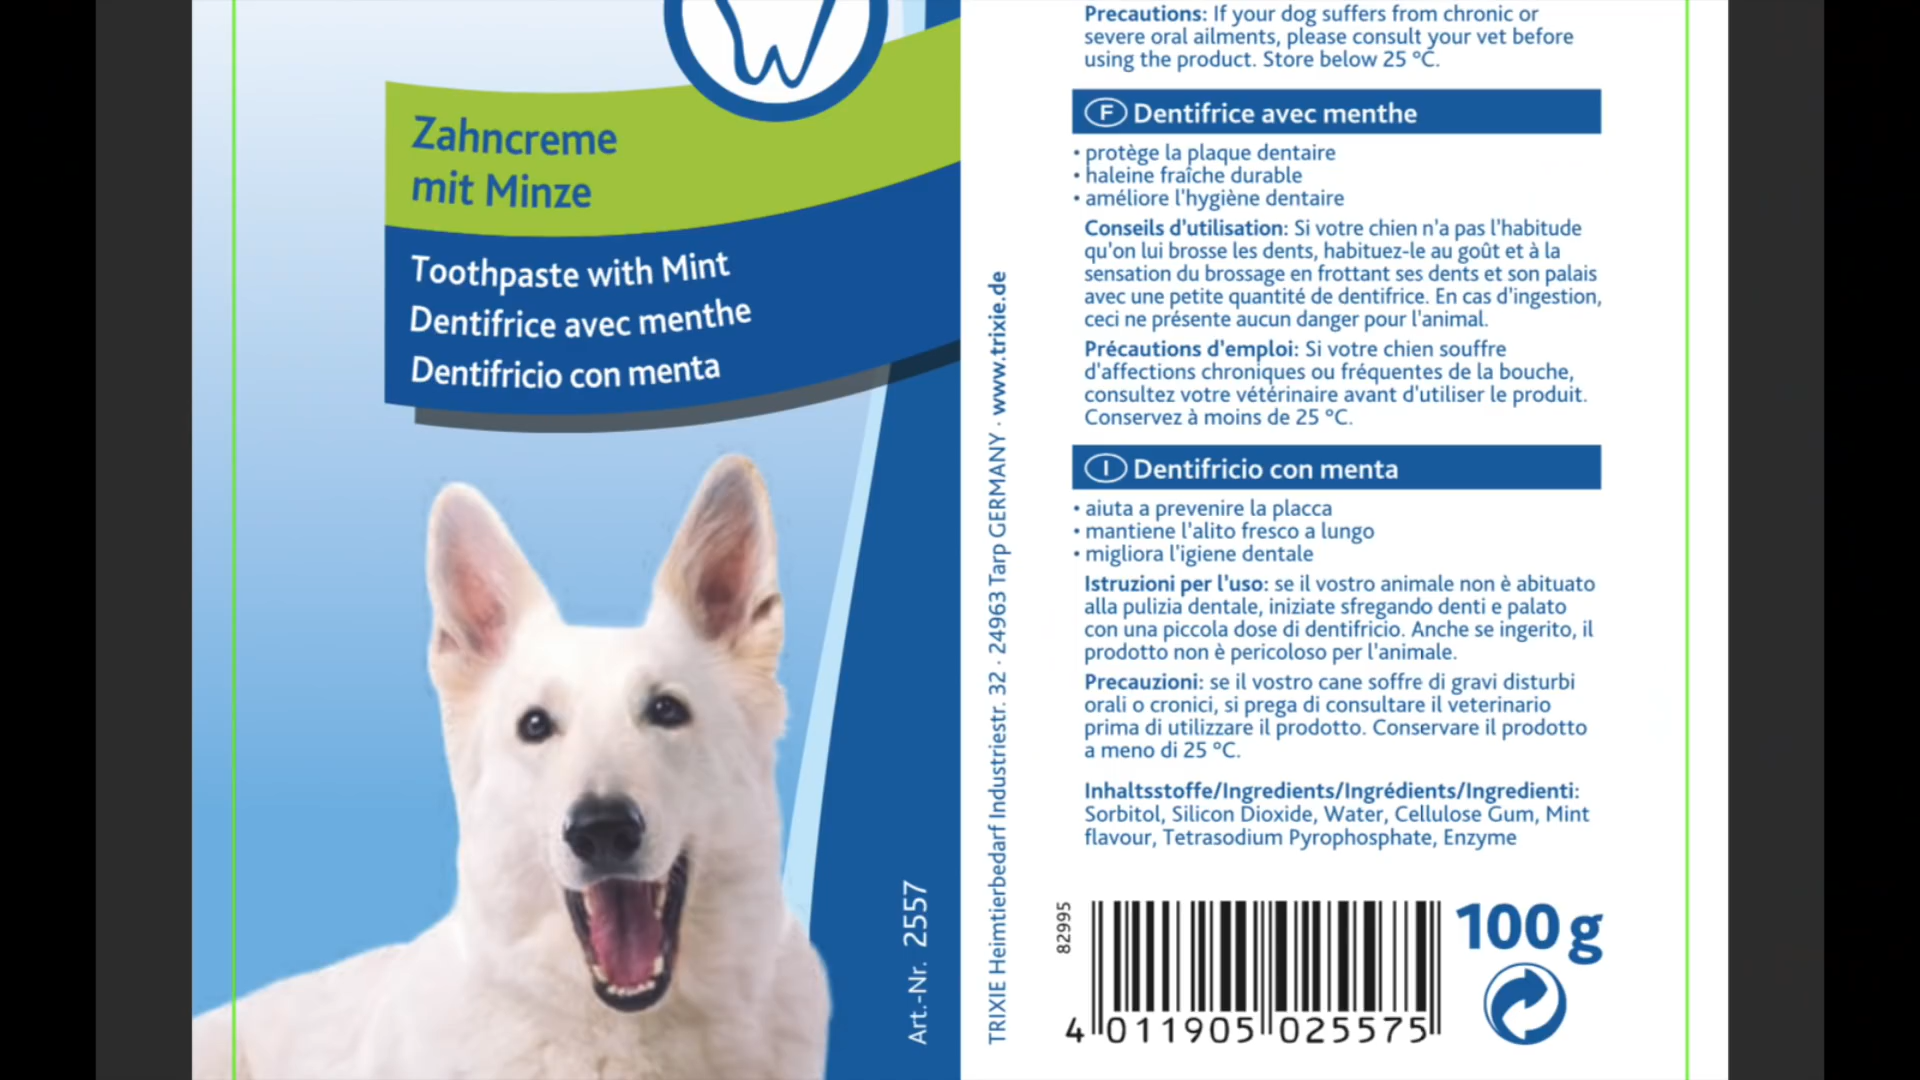 Zahncreme
mit Minze
Toothpaste with Mint
Dentifrice avec menthe
Dentifricio con menta
Art.-Nr. 2557
TRIXIE Heimtierbedarf Industriestr. 32 · 24963 Tarp GERMANY · www.trixie.de
Precautions: If your dog suffers from chronic or
severe oral ailments, please consult your vet before
using the product. Store below 25 °C.
F Dentifrice avec menthe
• protège la plaque dentaire
• haleine fraîche durable
• améliore l'hygiène dentaire
Conseils d'utilisation: Si votre chien n'a pas l'habitude
qu'on lui brosse les dents, habituez-le au goût et à la
sensation du brossage en frottant ses dents et son palais
avec une petite quantité de dentifrice. En cas d'ingestion,
ceci ne présente aucun danger pour l'animal.
Précautions d'emploi: Si votre chien souffre
d'affections chroniques ou fréquentes de la bouche,
consultez votre vétérinaire avant d'utiliser le produit.
Conservez à moins de 25 °C.
I Dentifricio con menta
• aiuta a prevenire la placca
• mantiene l'alito fresco a lungo
• migliora l'igiene dentale
Istruzioni per l'uso: se il vostro animale non è abituato
alla pulizia dentale, iniziate sfregando denti e palato
con una piccola dose di dentifricio. Anche se ingerito, il
prodotto non è pericoloso per l'animale.
Precauzioni: se il vostro cane soffre di gravi disturbi
orali o cronici, si prega di consultare il veterinario
prima di utilizzare il prodotto. Conservare il prodotto
a meno di 25 °C.
Inhaltsstoffe/Ingredients/Ingrédients/Ingredienti:
Sorbitol, Silicon Dioxide, Water, Cellulose Gum, Mint
flavour, Tetrasodium Pyrophosphate, Enzyme
82995
4 011905 025575
100 g